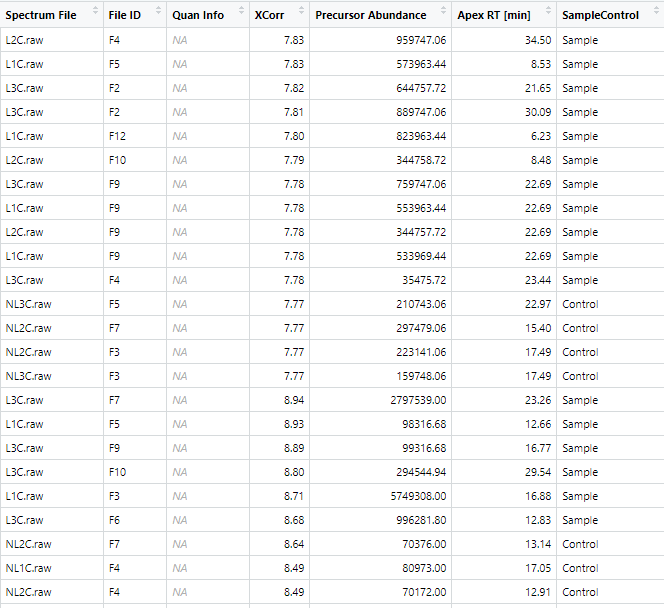 Spectrum File File ID Quan Info XCorr Precursor Abundance Apex RT [min] SampleControl
L2C.raw F4 NA 7.83 959747.06 34.50 Sample
L1C.raw F5 NA 7.83 573963.44 8.53 Sample
L3C.raw F2 NA 7.82 644757.72 21.65 Sample
L3C.raw F2 NA 7.81 889747.06 30.09 Sample
L1C.raw F12 NA 7.80 823963.44 6.23 Sample
L2C.raw F10 NA 7.79 344758.72 8.48 Sample
L3C.raw F9 NA 7.78 759747.06 22.69 Sample
L1C.raw F9 NA 7.78 553963.44 22.69 Sample
L2C.raw F9 NA 7.78 344757.72 22.69 Sample
L1C.raw F9 NA 7.78 533969.44 22.69 Sample
L3C.raw F4 NA 7.78 35475.72 23.44 Sample
NL3C.raw F5 NA 7.77 210743.06 22.97 Control
NL2C.raw F7 NA 7.77 297479.06 15.40 Control
NL2C.raw F3 NA 7.77 223141.06 17.49 Control
NL3C.raw F3 NA 7.77 159748.06 17.49 Control
L3C.raw F7 NA 8.94 2797539.00 23.26 Sample
L1C.raw F5 NA 8.93 98316.68 12.66 Sample
L3C.raw F9 NA 8.89 99316.68 16.77 Sample
L3C.raw F10 NA 8.80 294544.94 29.54 Sample
L1C.raw F3 NA 8.71 5749308.00 16.88 Sample
L3C.raw F6 NA 8.68 996281.80 12.83 Sample
NL2C.raw F7 NA 8.64 70376.00 13.14 Control
NL1C.raw F4 NA 8.49 80973.00 17.05 Control
NL2C.raw F4 NA 8.49 70172.00 12.91 Control